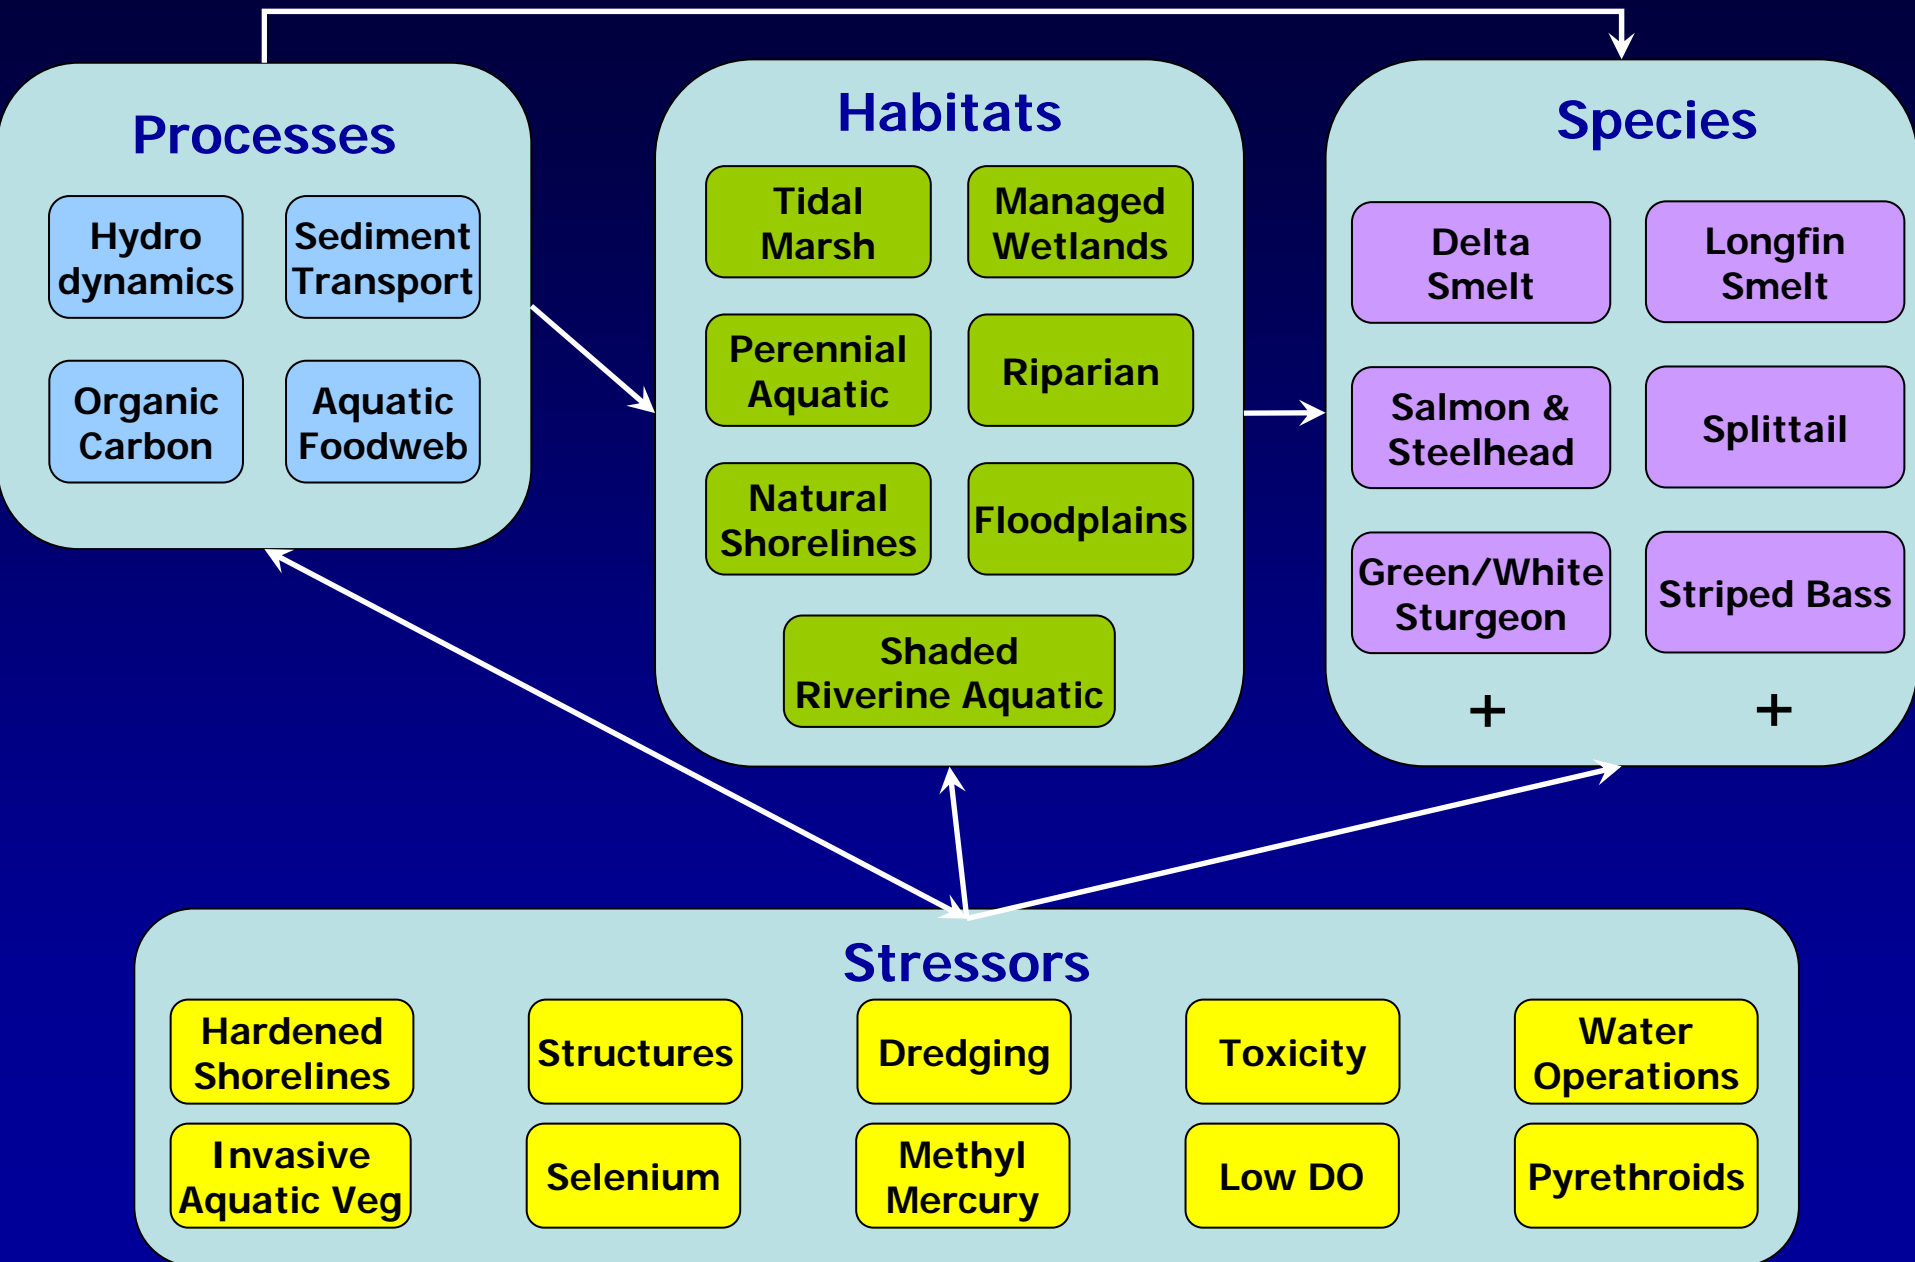 Processes
Hydro
dynamics
Sediment
Transport
Organic
Carbon
Aquatic
Foodweb
Habitats
Tidal
Marsh
Managed
Wetlands
Perennial
Aquatic
Riparian
Natural
Shorelines
Floodplains
Shaded
Riverine Aquatic
Species
Delta
Smelt
Longfin
Smelt
Salmon &
Steelhead
Splittail
Green/White
Sturgeon
Striped Bass
+
+
Stressors
Hardened
Shorelines
Structures
Dredging
Toxicity
Water
Operations
Invasive
Aquatic Veg
Selenium
Methyl
Mercury
Low DO
Pyrethroids